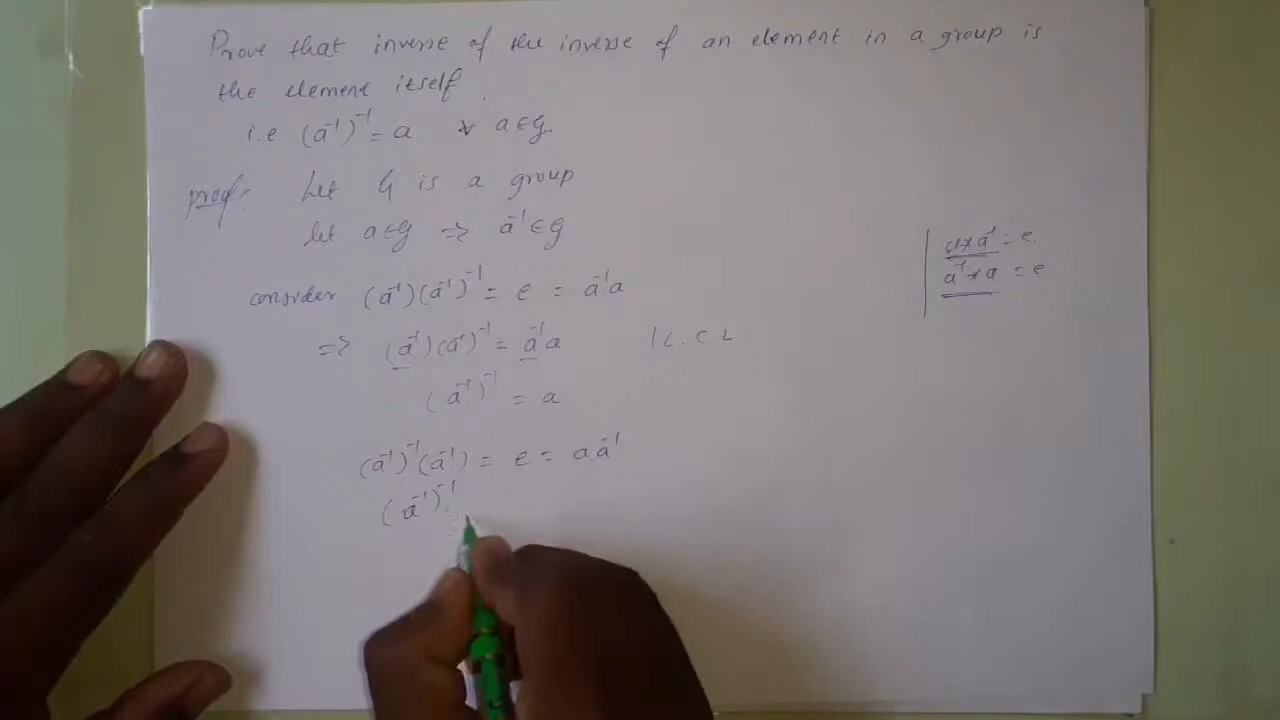 Prove that inverse of the inverse of an element in a group is
the element itself.
i.e (a⁻¹)⁻¹ = a ∀ a∈G.
proof: Let G is a group
let a∈G => a⁻¹∈G
consider (a⁻¹)(a⁻¹)⁻¹ = e = a⁻¹a
=> (a⁻¹)(a⁻¹)⁻¹ = a⁻¹a | L.C L
(a⁻¹)⁻¹ = a
(a⁻¹)⁻¹(a⁻¹) = e = aa⁻¹
(a⁻¹)⁻¹
a*a⁻¹ = e.
a⁻¹*a = e